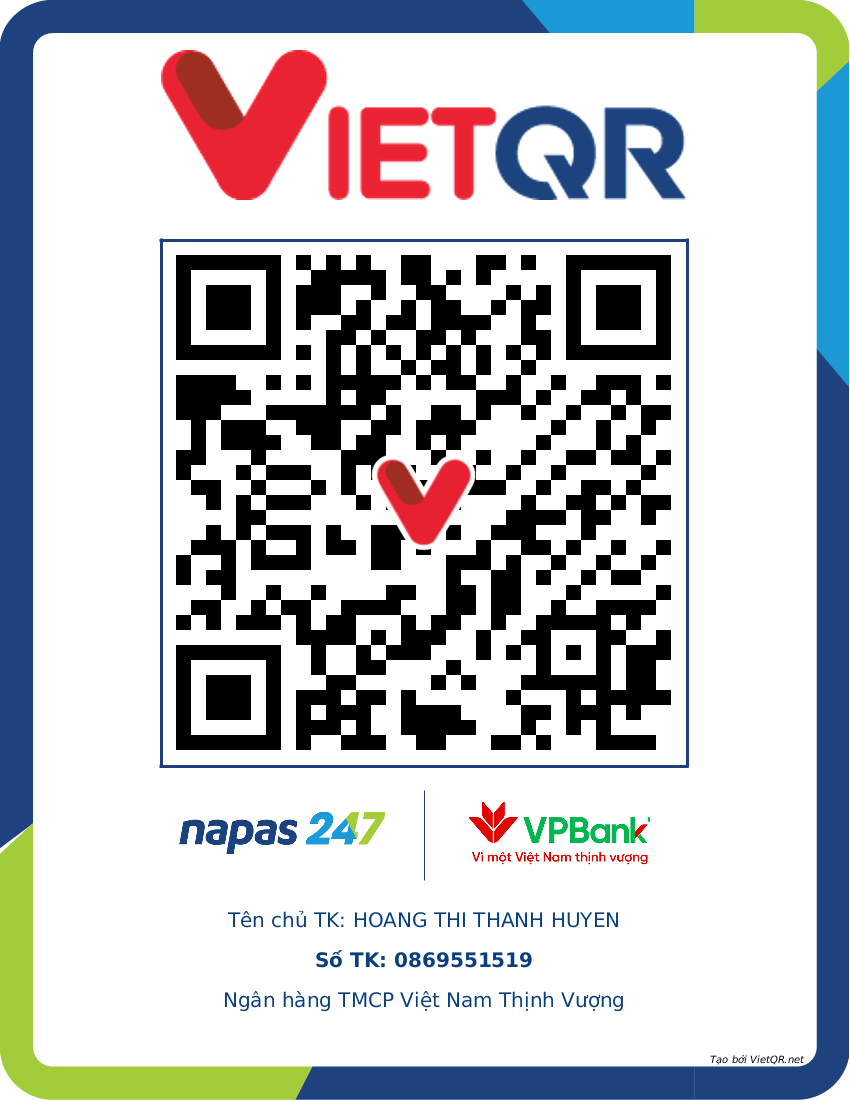 VIETQR
napas 247
VPBank
Vì một Việt Nam thịnh vượng
Tên chủ TK: HOANG THI THANH HUYEN
Số TK: 0869551519
Ngân hàng TMCP Việt Nam Thịnh Vượng
Tạo bởi VietQR.net